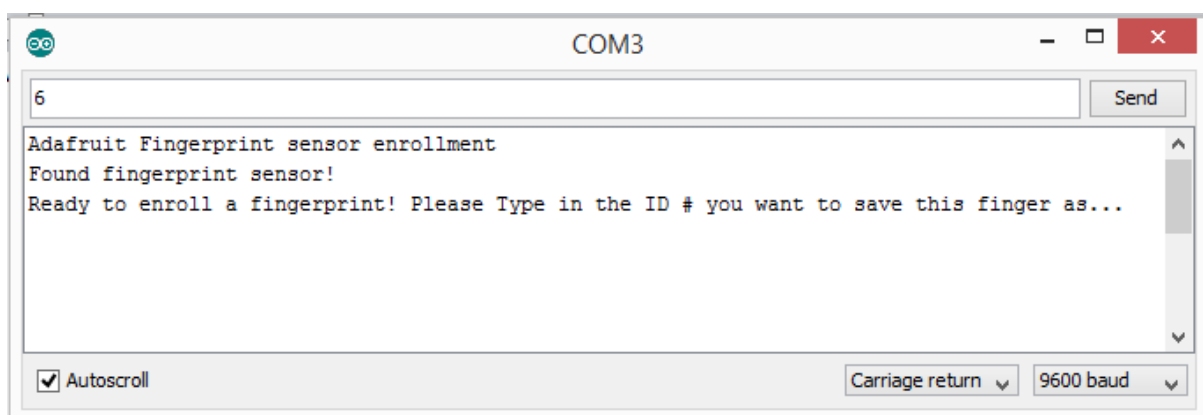 COM3
6
Send
Adafruit Fingerprint sensor enrollment
Found fingerprint sensor!
Ready to enroll a fingerprint! Please Type in the ID # you want to save this finger as...
Autoscroll
Carriage return
9600 baud